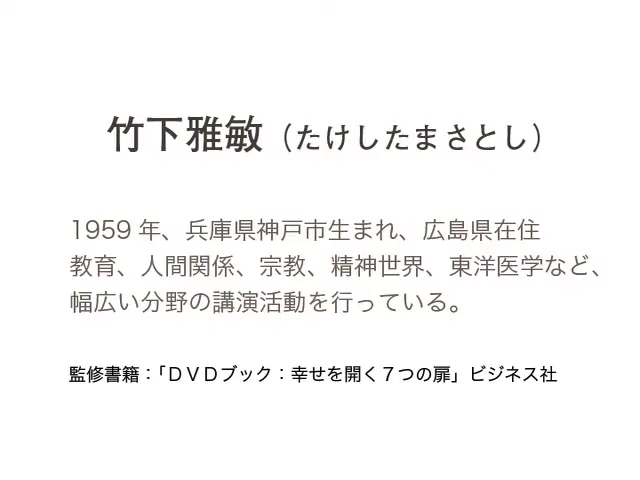 竹下雅敏（たけしたまさとし）
1959 年、兵庫県神戸市生まれ、広島県在住
教育、人間関係、宗教、精神世界、東洋医学など、
幅広い分野の講演活動を行っている。
監修書籍：「ＤＶＤブック：幸せを開く７つの扉」ビジネス社